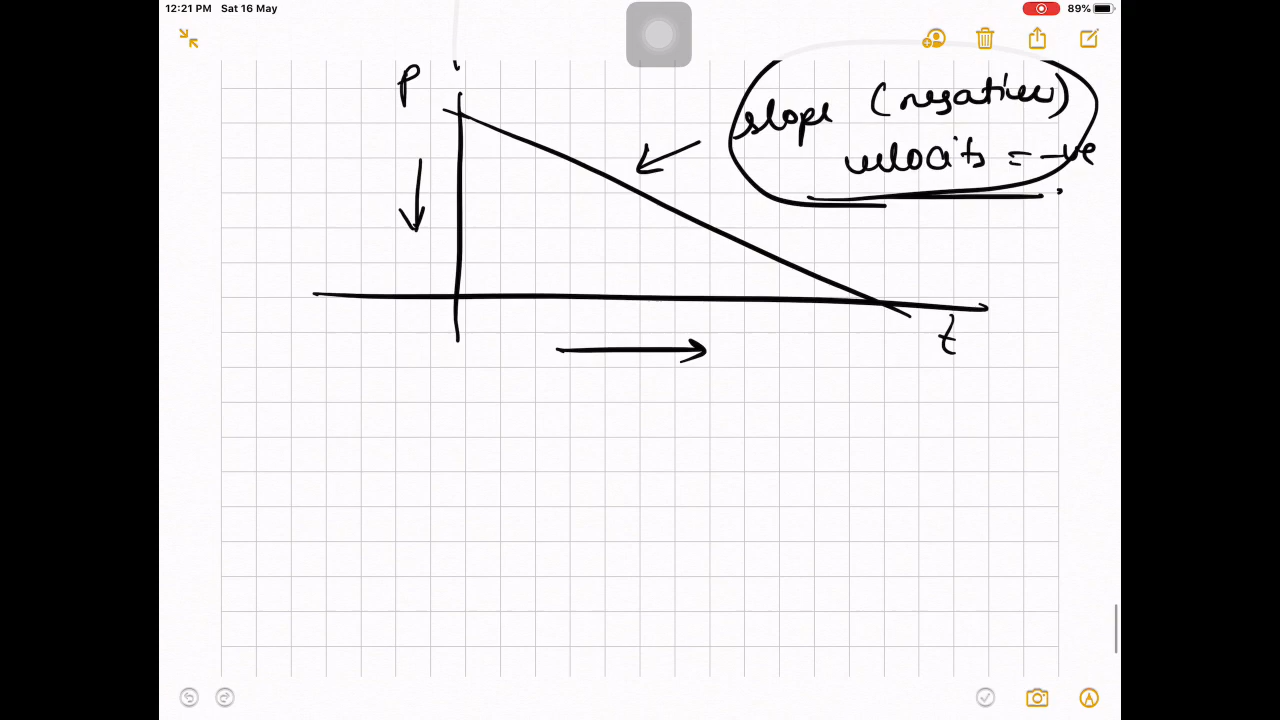 12:21 PM Sat 16 May
89%
P
slope (negative)
velocity = -ve
t